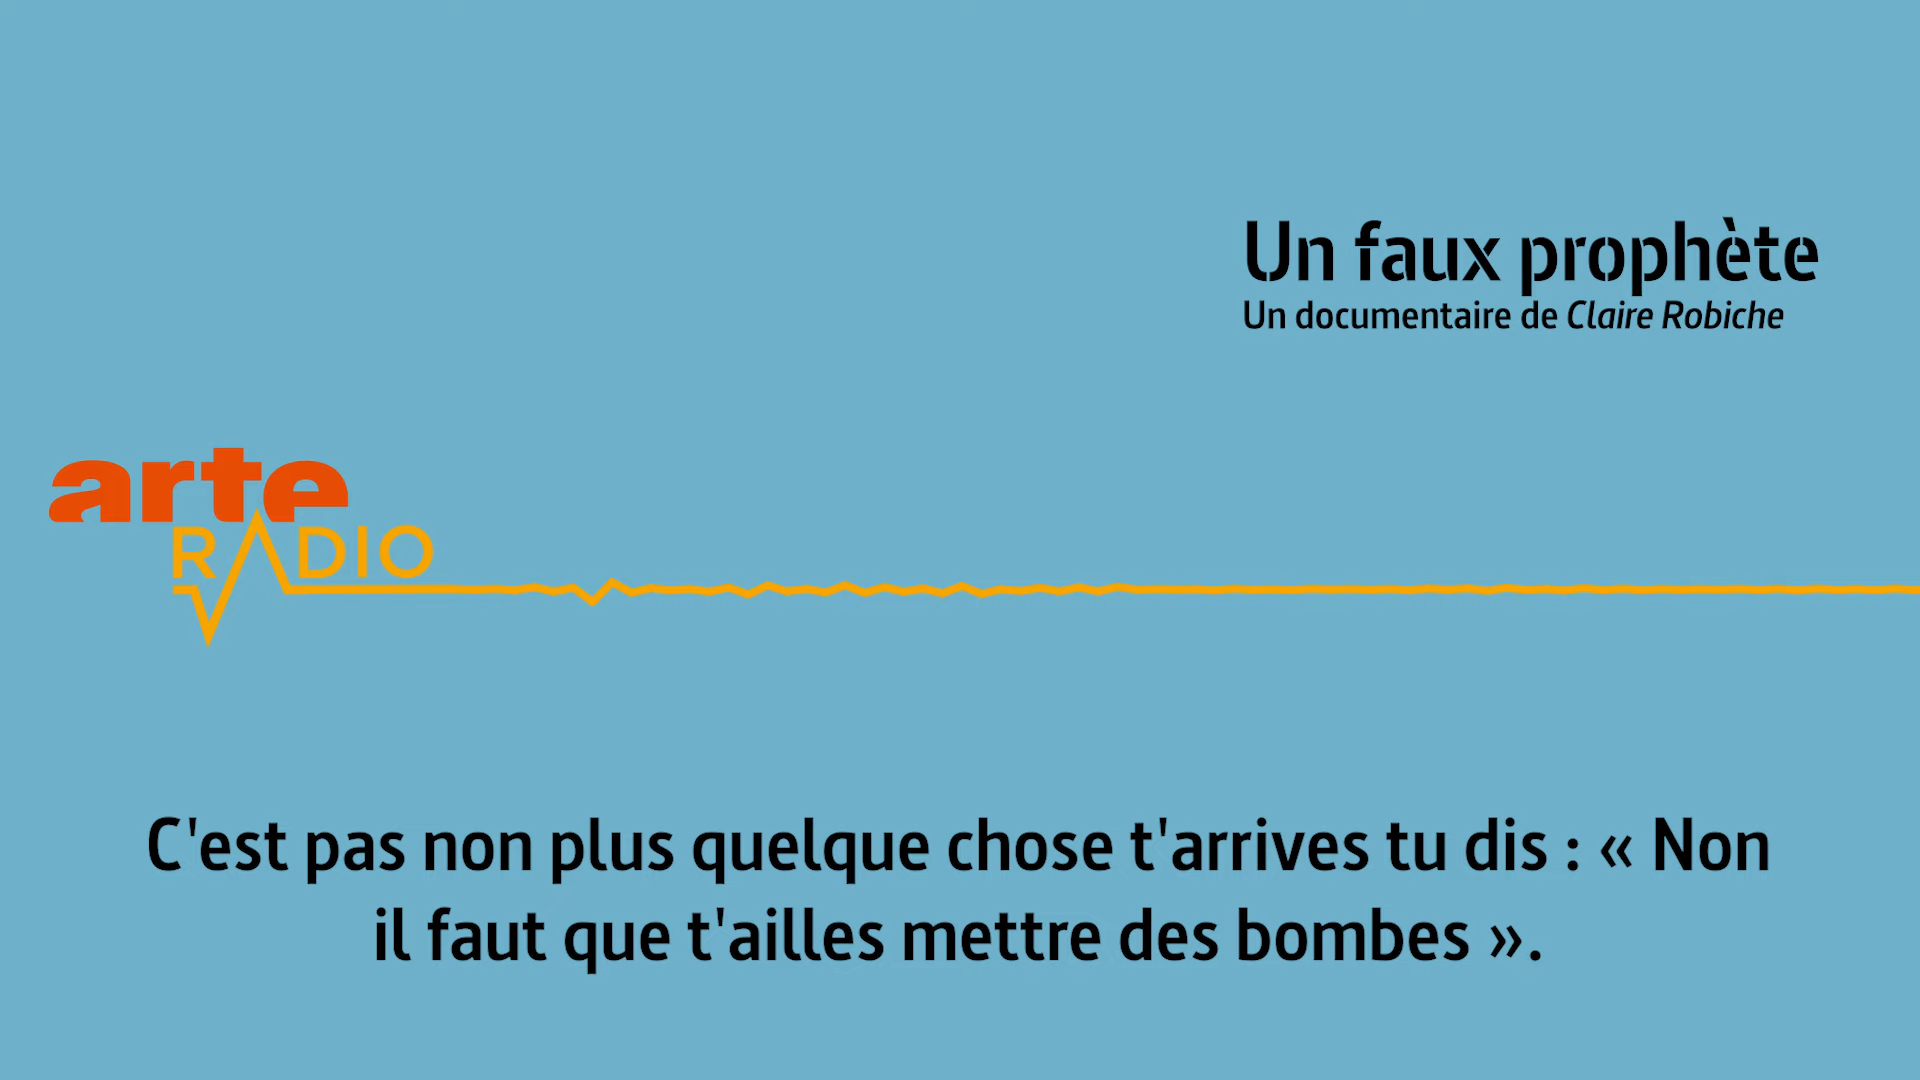 Un faux prophète
Un documentaire de Claire Robiche
arte
RADIO
C'est pas non plus quelque chose t'arrives tu dis : « Non
il faut que t'ailles mettre des bombes ».